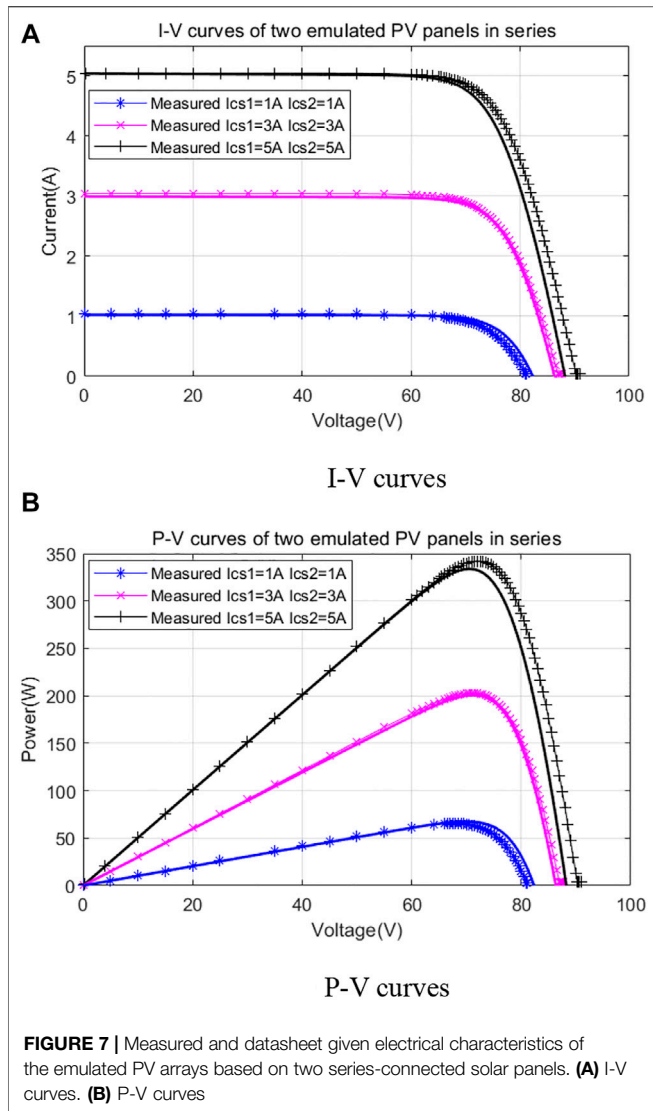 A
I-V curves of two emulated PV panels in series
6
5
4
3
2
1
0
Current(A)
Measured Ics1=1A Ics2=1A
Measured Ics1=3A Ics2=3A
Measured Ics1=5A Ics2=5A
0 20 40 60 80 100
Voltage(V)
I-V curves
B
P-V curves of two emulated PV panels in series
350
300
250
200
150
100
50
0
Power(W)
Measured Ics1=1A Ics2=1A
Measured Ics1=3A Ics2=3A
Measured Ics1=5A Ics2=5A
0 20 40 60 80 100
Voltage(V)
P-V curves
FIGURE 7 | Measured and datasheet given electrical characteristics of
the emulated PV arrays based on two series-connected solar panels. (A) I-V
curves. (B) P-V curves